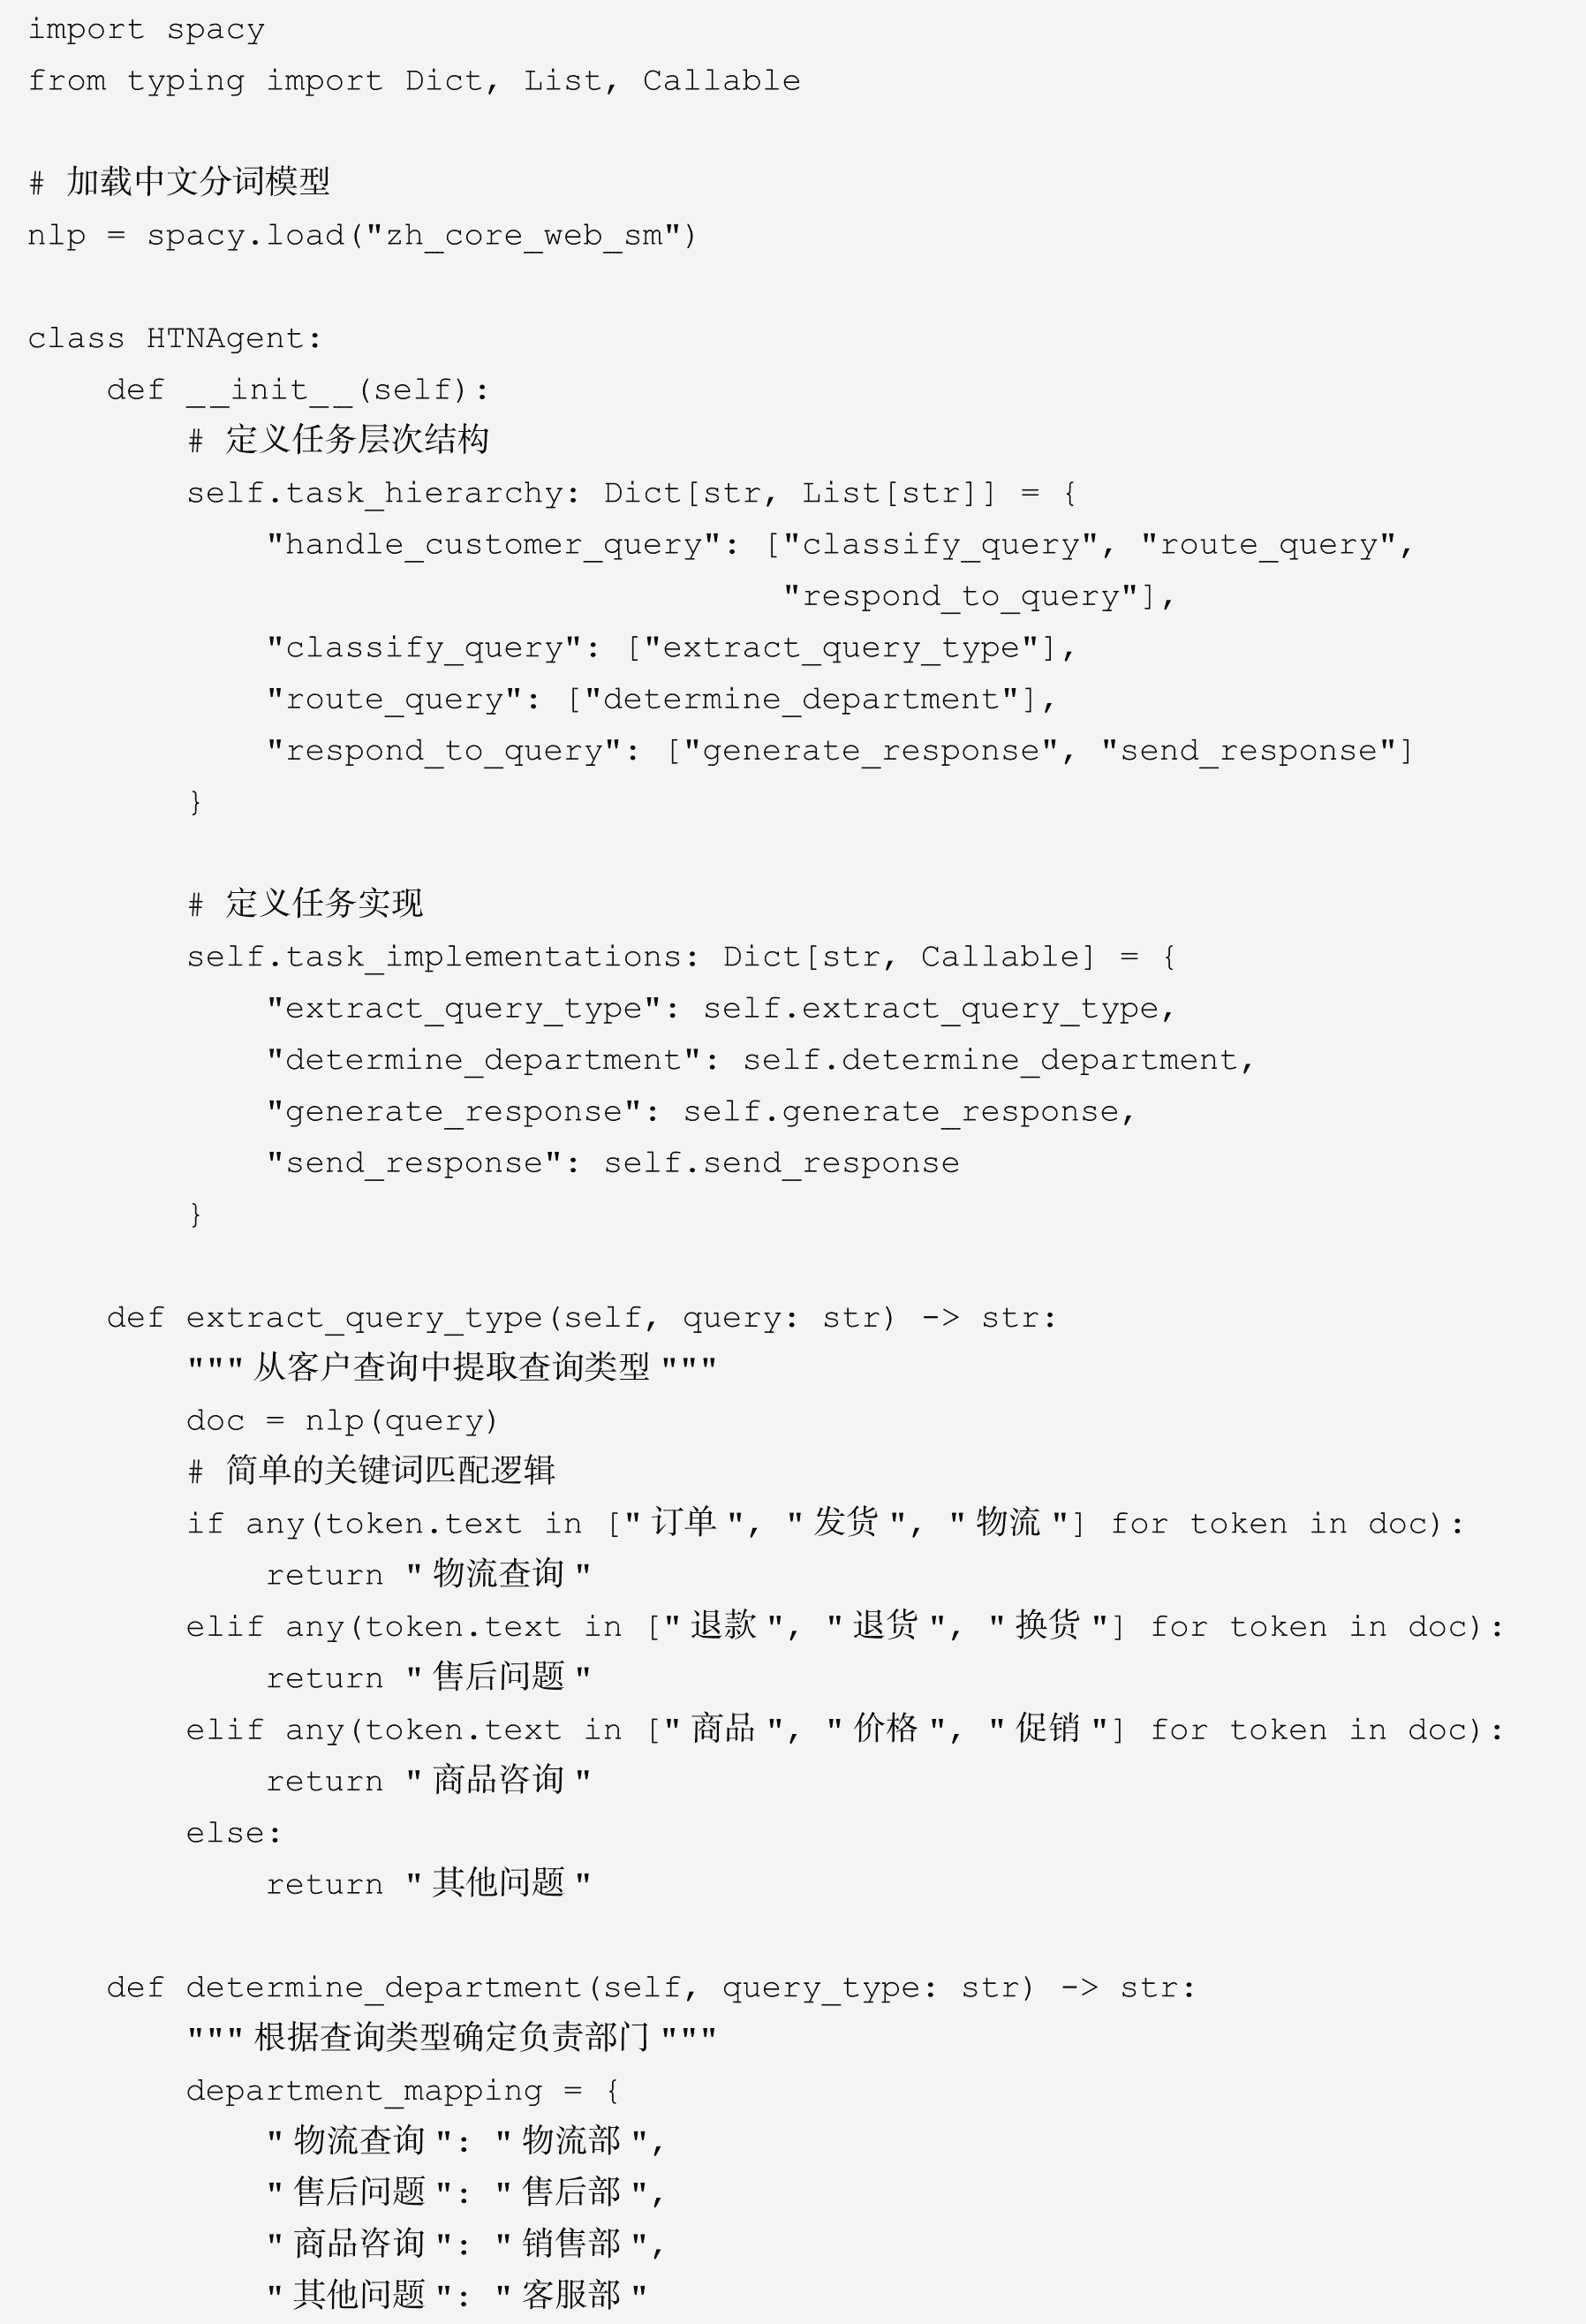 import spacy
from typing import Dict, List, Callable

# 加载中文分词模型
nlp = spacy.load("zh_core_web_sm")

class HTNAgent:
    def __init__(self):
        # 定义任务层次结构
        self.task_hierarchy: Dict[str, List[str]] = {
            "handle_customer_query": ["classify_query", "route_query",
                                      "respond_to_query"],
            "classify_query": ["extract_query_type"],
            "route_query": ["determine_department"],
            "respond_to_query": ["generate_response", "send_response"]
        }

        # 定义任务实现
        self.task_implementations: Dict[str, Callable] = {
            "extract_query_type": self.extract_query_type,
            "determine_department": self.determine_department,
            "generate_response": self.generate_response,
            "send_response": self.send_response
        }

    def extract_query_type(self, query: str) -> str:
        """ 从客户查询中提取查询类型 """
        doc = nlp(query)
        # 简单的关键词匹配逻辑
        if any(token.text in [" 订单 ", " 发货 ", " 物流 "] for token in doc):
            return " 物流查询 "
        elif any(token.text in [" 退款 ", " 退货 ", " 换货 "] for token in doc):
            return " 售后问题 "
        elif any(token.text in [" 商品 ", " 价格 ", " 促销 "] for token in doc):
            return " 商品咨询 "
        else:
            return " 其他问题 "

    def determine_department(self, query_type: str) -> str:
        """ 根据查询类型确定负责部门 """
        department_mapping = {
            " 物流查询 ": " 物流部 ",
            " 售后问题 ": " 售后部 ",
            " 商品咨询 ": " 销售部 ",
            " 其他问题 ": " 客服部 "